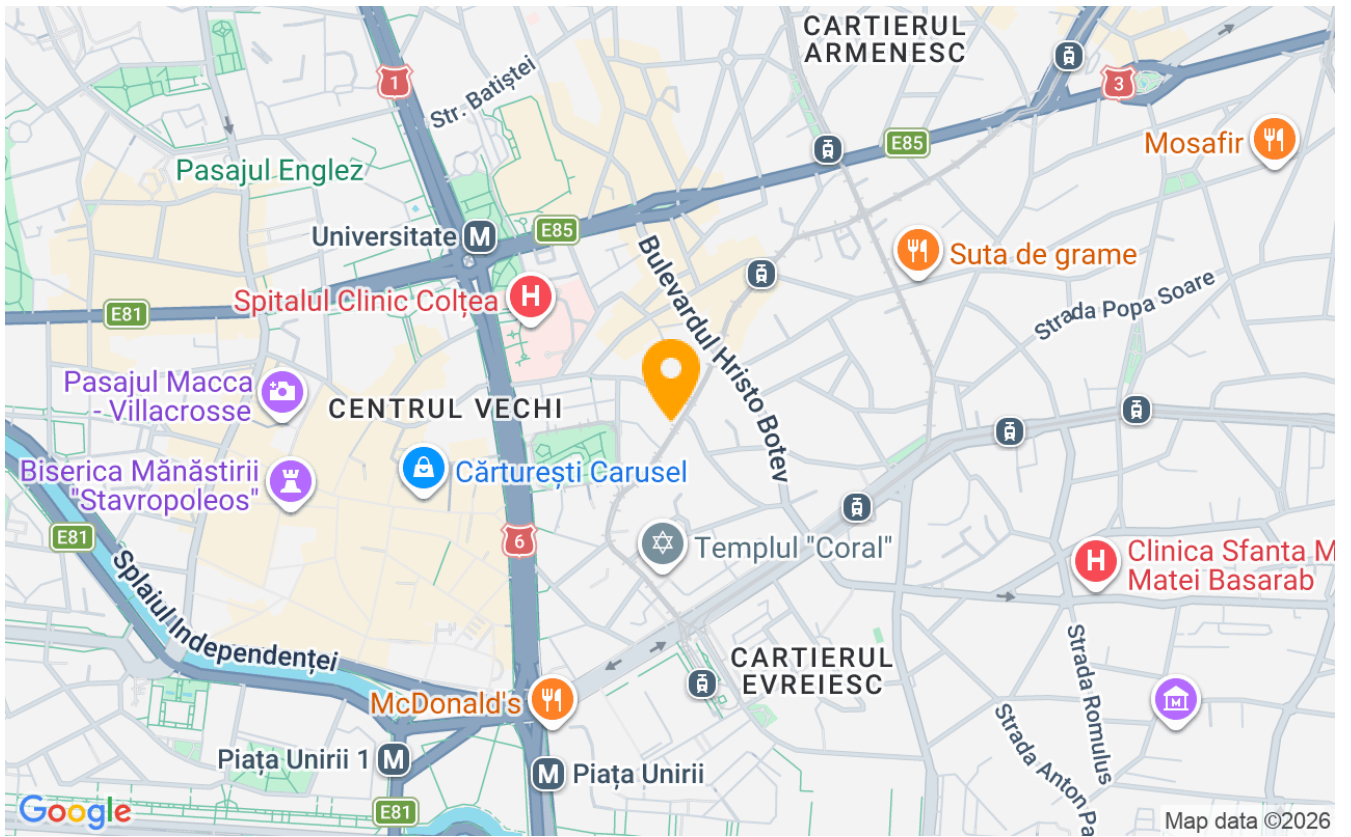 CARTIERUL
ARMENESC
1
Str. Batiștei
3
E85
Mosafir
Pasajul Englez
Universitate M
E85
Bulevardul Hristo Botev
Suta de grame
Strada Popa Soare
Spitalul Clinic Colțea
H
E81
Pasajul Macca
- Villacrosse
CENTRUL VECHI
Biserica Mănăstirii
"Stavropoleos"
Cărturești Carusel
E81
6
Templul "Coral"
H
Clinica Sfanta M
Matei Basarab
Splaiul Independenței
CARTIERUL
EVREIESC
Strada Romulus
McDonald's
M
Strada Anton Pa
Piața Unirii 1 M
M Piața Unirii
E81
Google
Map data ©2026